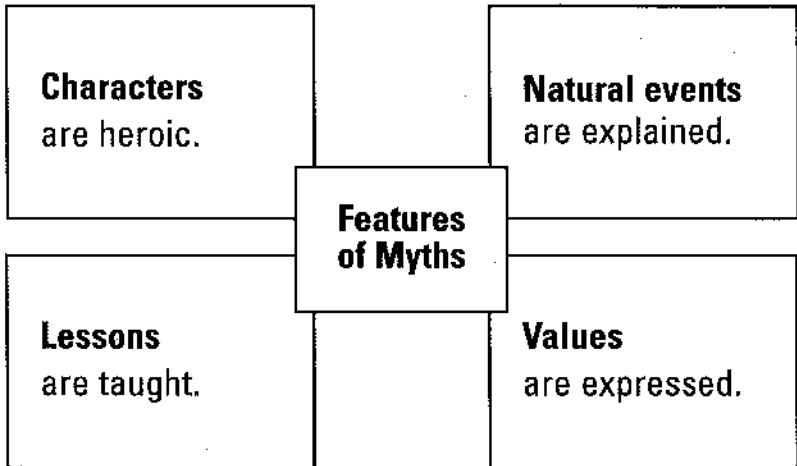 Characters
are heroic.
Natural events
are explained.
Features
of Myths
Lessons
are taught.
Values
are expressed.